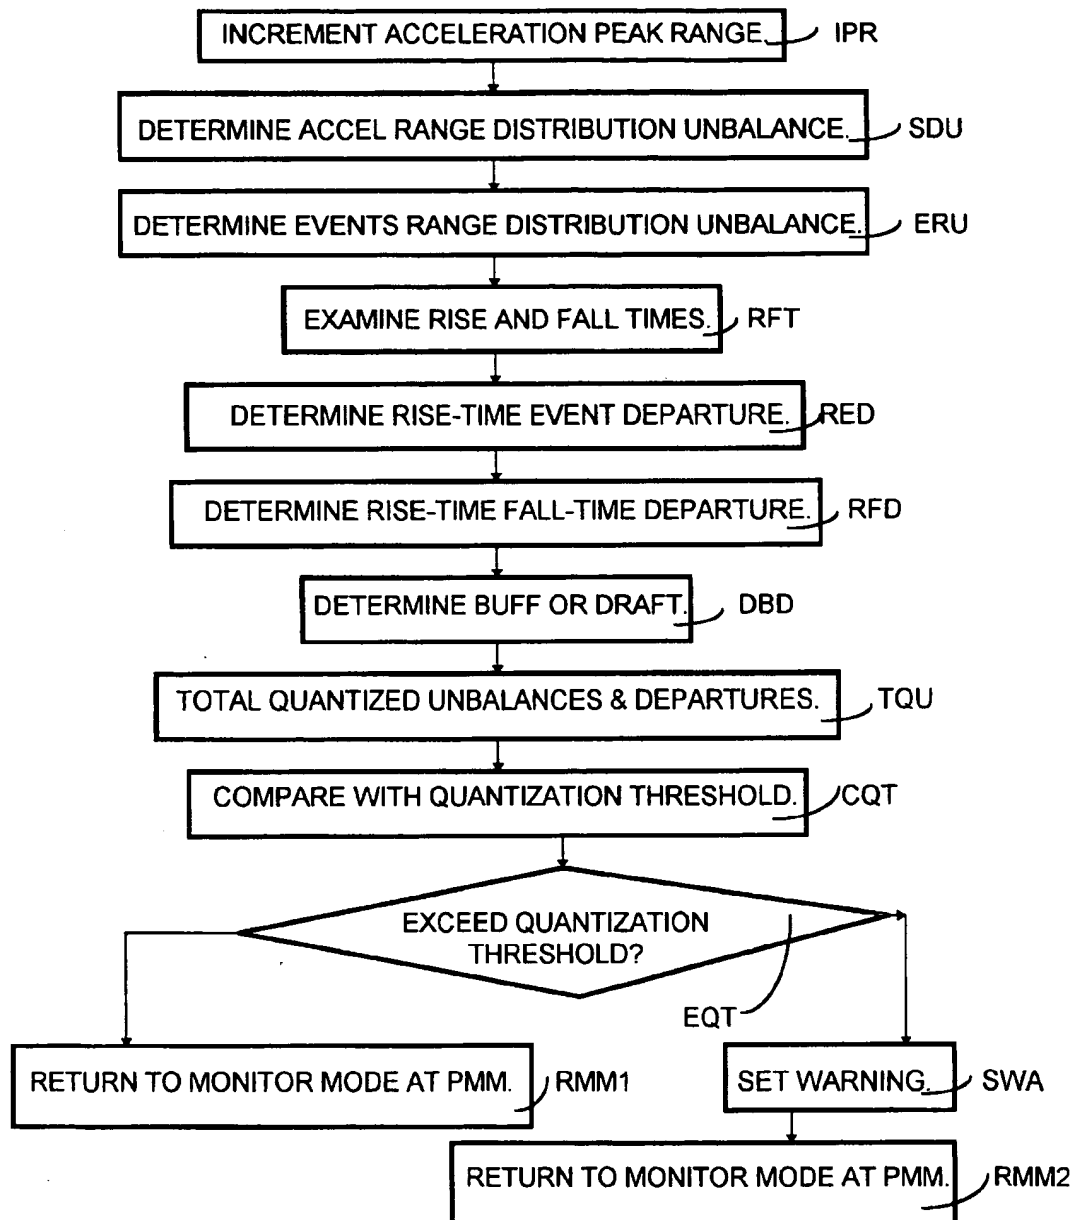 INCREMENT ACCELERATION PEAK RANGE. IPR
DETERMINE ACCEL RANGE DISTRIBUTION UNBALANCE. SDU
DETERMINE EVENTS RANGE DISTRIBUTION UNBALANCE. ERU
EXAMINE RISE AND FALL TIMES. RFT
DETERMINE RISE-TIME EVENT DEPARTURE. RED
DETERMINE RISE-TIME FALL-TIME DEPARTURE. RFD
DETERMINE BUFF OR DRAFT. DBD
TOTAL QUANTIZED UNBALANCES & DEPARTURES. TQU
COMPARE WITH QUANTIZATION THRESHOLD. CQT
EXCEED QUANTIZATION
THRESHOLD?
EQT
RETURN TO MONITOR MODE AT PMM. RMM1
SET WARNING. SWA
RETURN TO MONITOR MODE AT PMM. RMM2